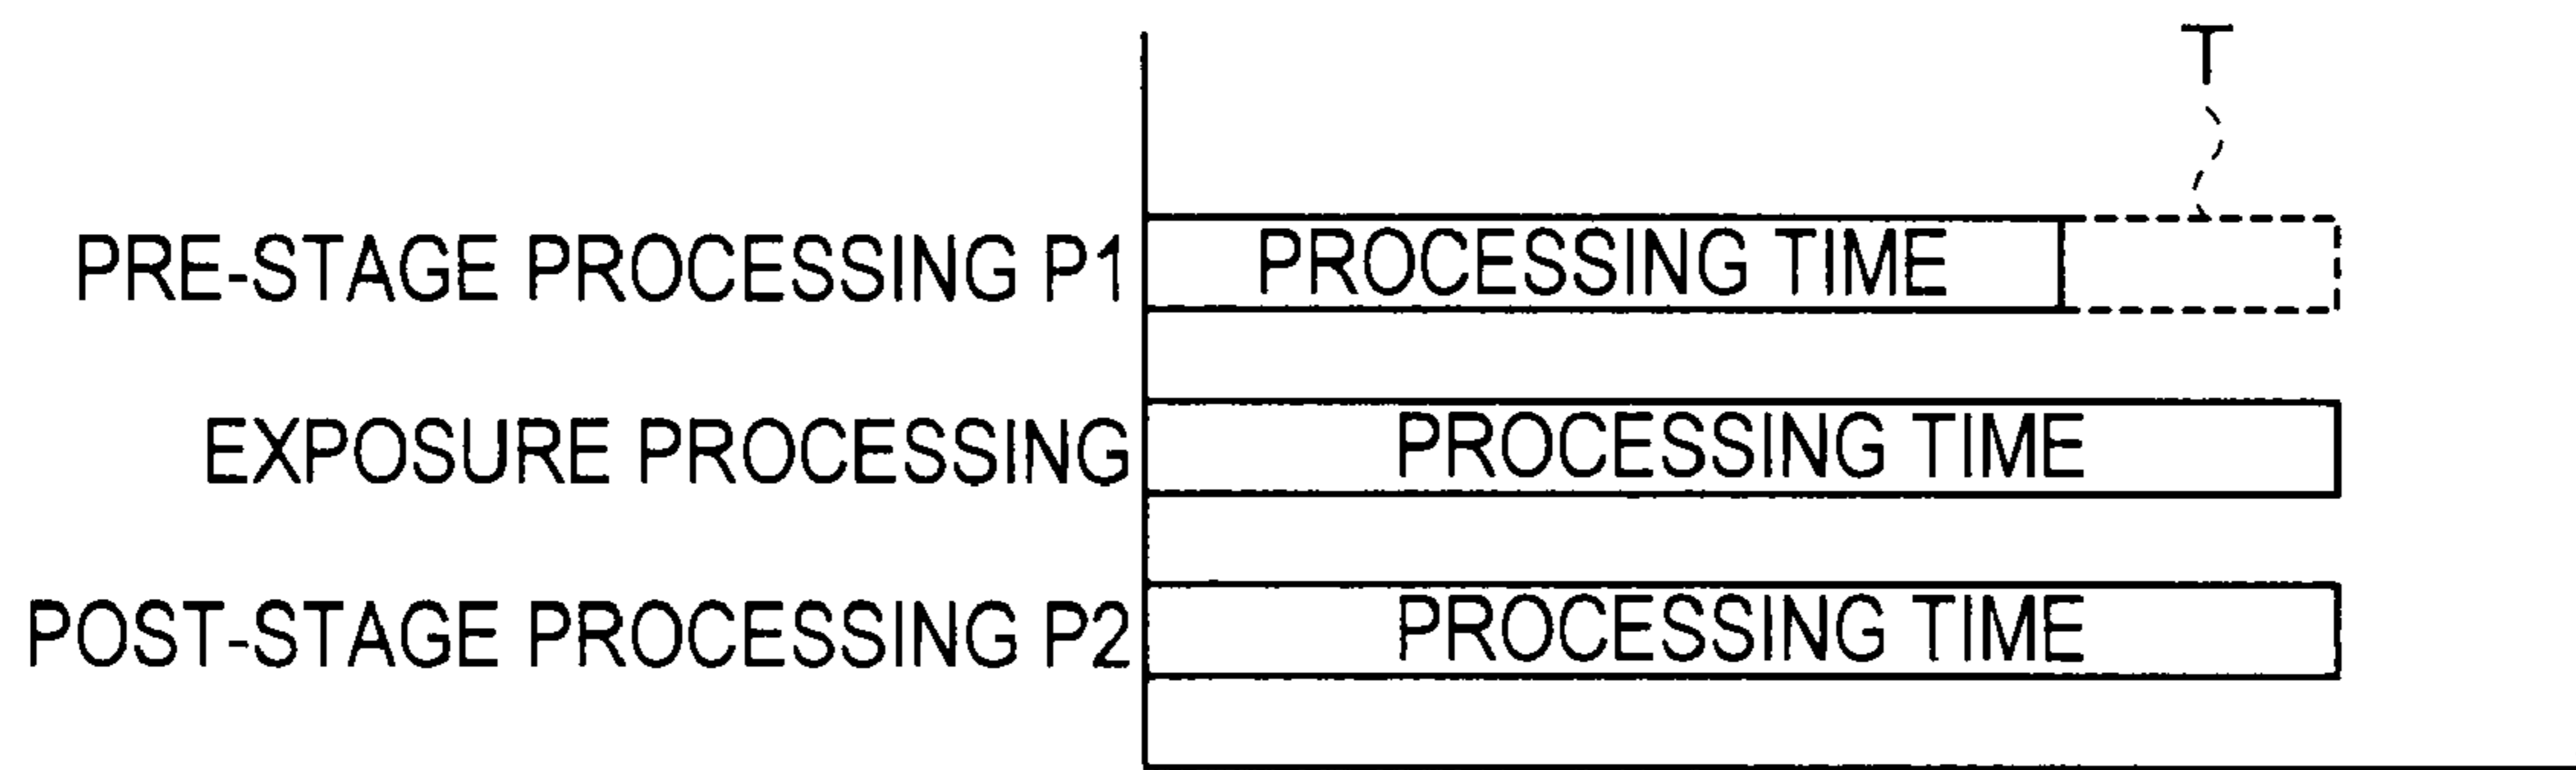 T
PRE-STAGE PROCESSING P1 PROCESSING TIME
EXPOSURE PROCESSING PROCESSING TIME
POST-STAGE PROCESSING P2 PROCESSING TIME